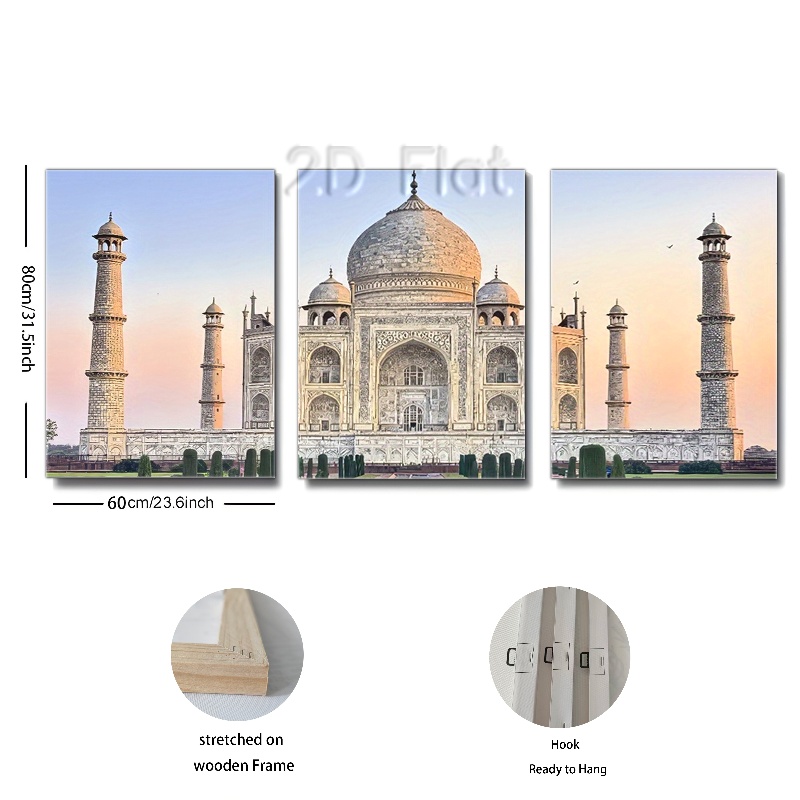 2D Flat
80cm/31.5inch
60cm/23.6inch
stretched on
wooden Frame
Hook
Ready to Hang